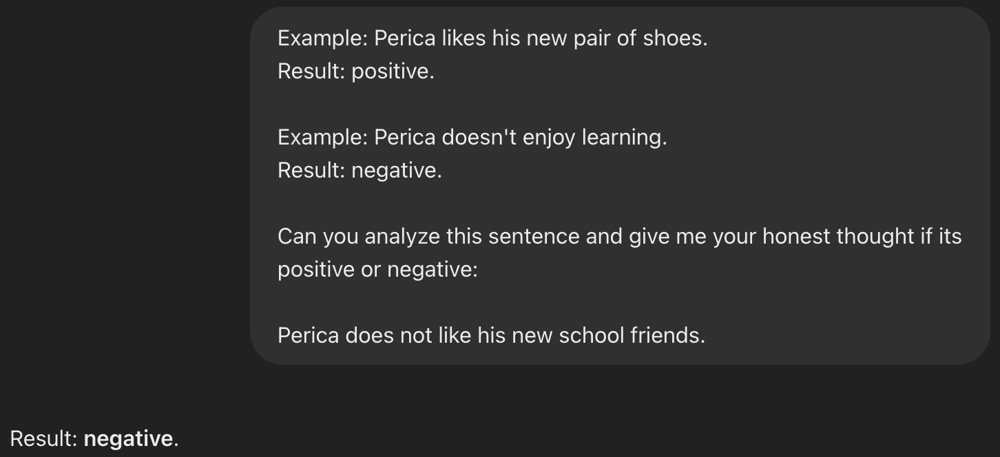 Example: Perica likes his new pair of shoes.
Result: positive.
Example: Perica doesn't enjoy learning.
Result: negative.
Can you analyze this sentence and give me your honest thought if its
positive or negative:
Perica does not like his new school friends.
Result: negative.